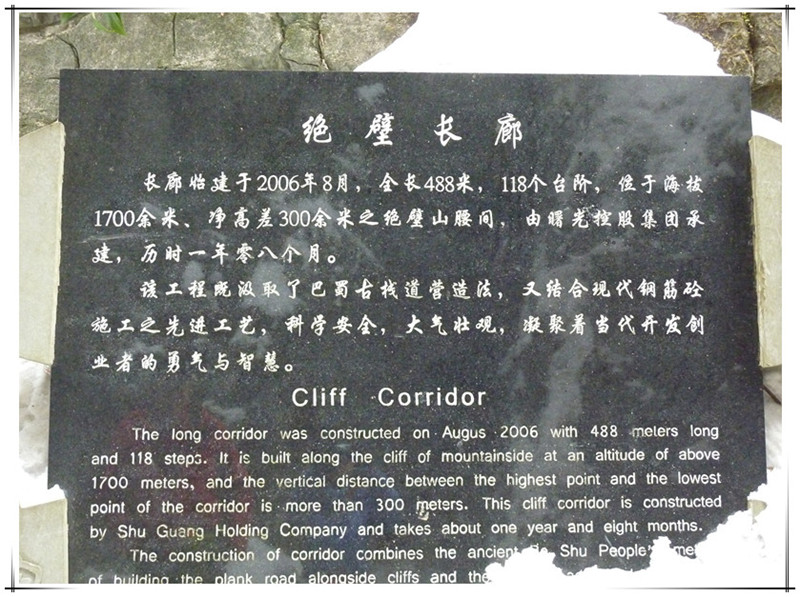 绝壁长廊
长廊始建于2006年8月，全长488米，118个台阶，位于海拔
1700余米、净高差300余米之绝壁山腰间，由曙光控股集团承
建，历时一年零八个月。
该工程既汲取了巴蜀古栈道营造法，又结合现代钢筋砼
施工之先进工艺，科学安全，大气壮观，凝聚着当代开发创
业者的勇气与智慧。
Cliff Corridor
The long corridor was constructed on Augus 2006 with 488 meters long
and 118 steps. It is built along the cliff of mountainside at an altitude of above
1700 meters, and the vertical distance between the highest point and the lowest
point of the corridor is more than 300 meters. This cliff corridor is constructed
by Shu Guang Holding Company and takes about one year and eight months.
The construction of corridor combines the ancient Shu People's
of building the plank road alongside cliffs and the